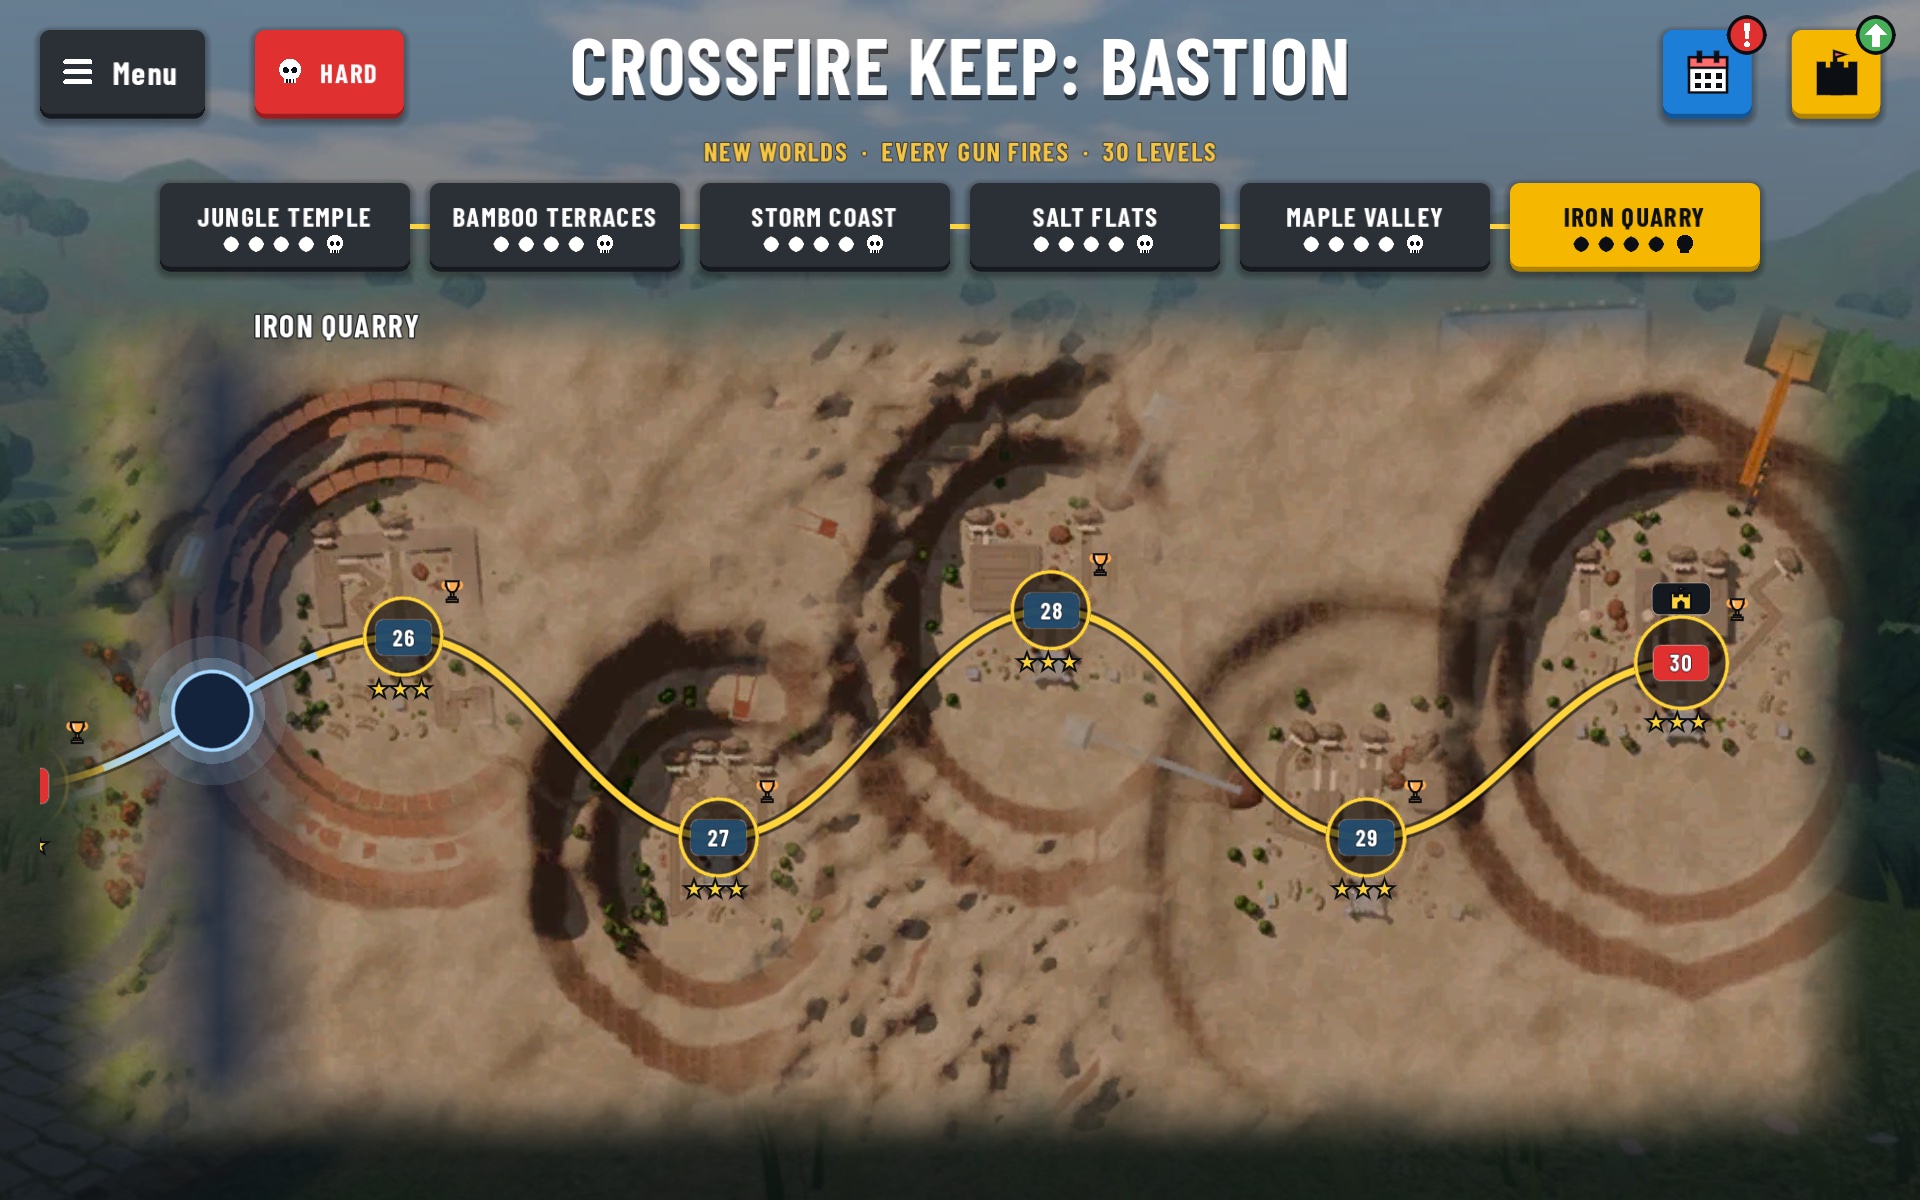 Menu
HARD
CROSSFIRE KEEP: BASTION
NEW WORLDS · EVERY GUN FIRES · 30 LEVELS
JUNGLE TEMPLE
BAMBOO TERRACES
STORM COAST
SALT FLATS
MAPLE VALLEY
IRON QUARRY
IRON QUARRY
26
27
28
29
30